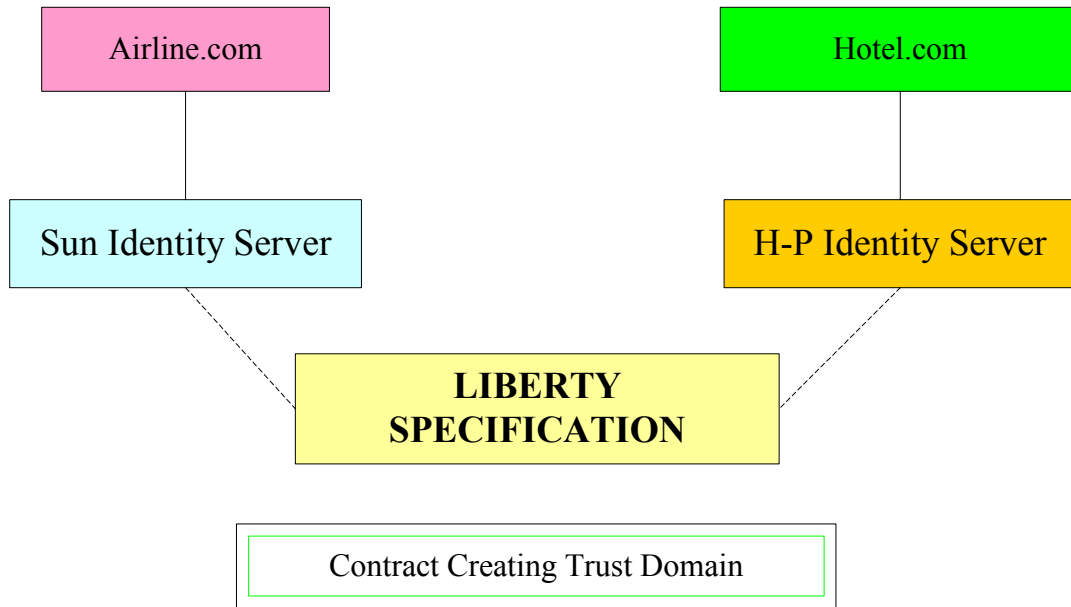 Airline.com
Hotel.com
Sun Identity Server
H-P Identity Server
LIBERTY
SPECIFICATION
Contract Creating Trust Domain